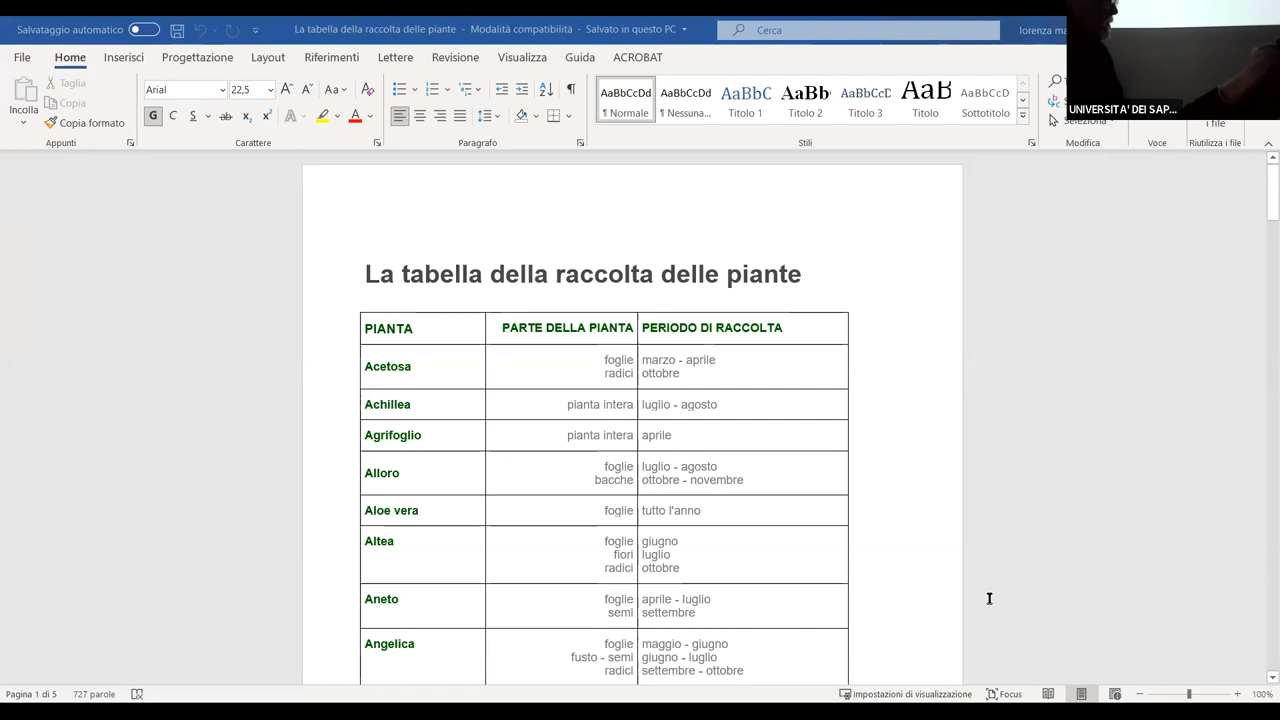 Salvataggio automatico
La tabella della raccolta delle piante - Modalità compatibilità - Salvato in questo PC
Cerca
lorenza ma
UNIVERSITA' DEI SAP...
File Home Inserisci Progettazione Layout Riferimenti Lettere Revisione Visualizza Guida ACROBAT
Incolla
Taglia
Copia
Copia formato
Appunti
Arial 22,5
G C S ab x₂ x²
Carattere
Paragrafo
AaBbCcDd AaBbCcDd AaBbC AaBb AaBbCcD AaB AaBbCcD
¶ Normale ¶ Nessuna... Titolo 1 Titolo 2 Titolo 3 Titolo Sottotitolo
Stili
Seleziona
Modifica
Voce
i file
Riutilizza i file
La tabella della raccolta delle piante
PIANTA PARTE DELLA PIANTA PERIODO DI RACCOLTA
Acetosa
foglie marzo - aprile
radici ottobre
Achillea pianta intera luglio - agosto
Agrifoglio pianta intera aprile
Alloro
foglie luglio - agosto
bacche ottobre - novembre
Aloe vera foglie tutto l'anno
Altea foglie giugno
fiori luglio
radici ottobre
Aneto foglie aprile - luglio
semi settembre
Angelica foglie maggio - giugno
fusto - semi giugno - luglio
radici settembre - ottobre
Pagina 1 di 5 727 parole
Impostazioni di visualizzazione Focus 100%